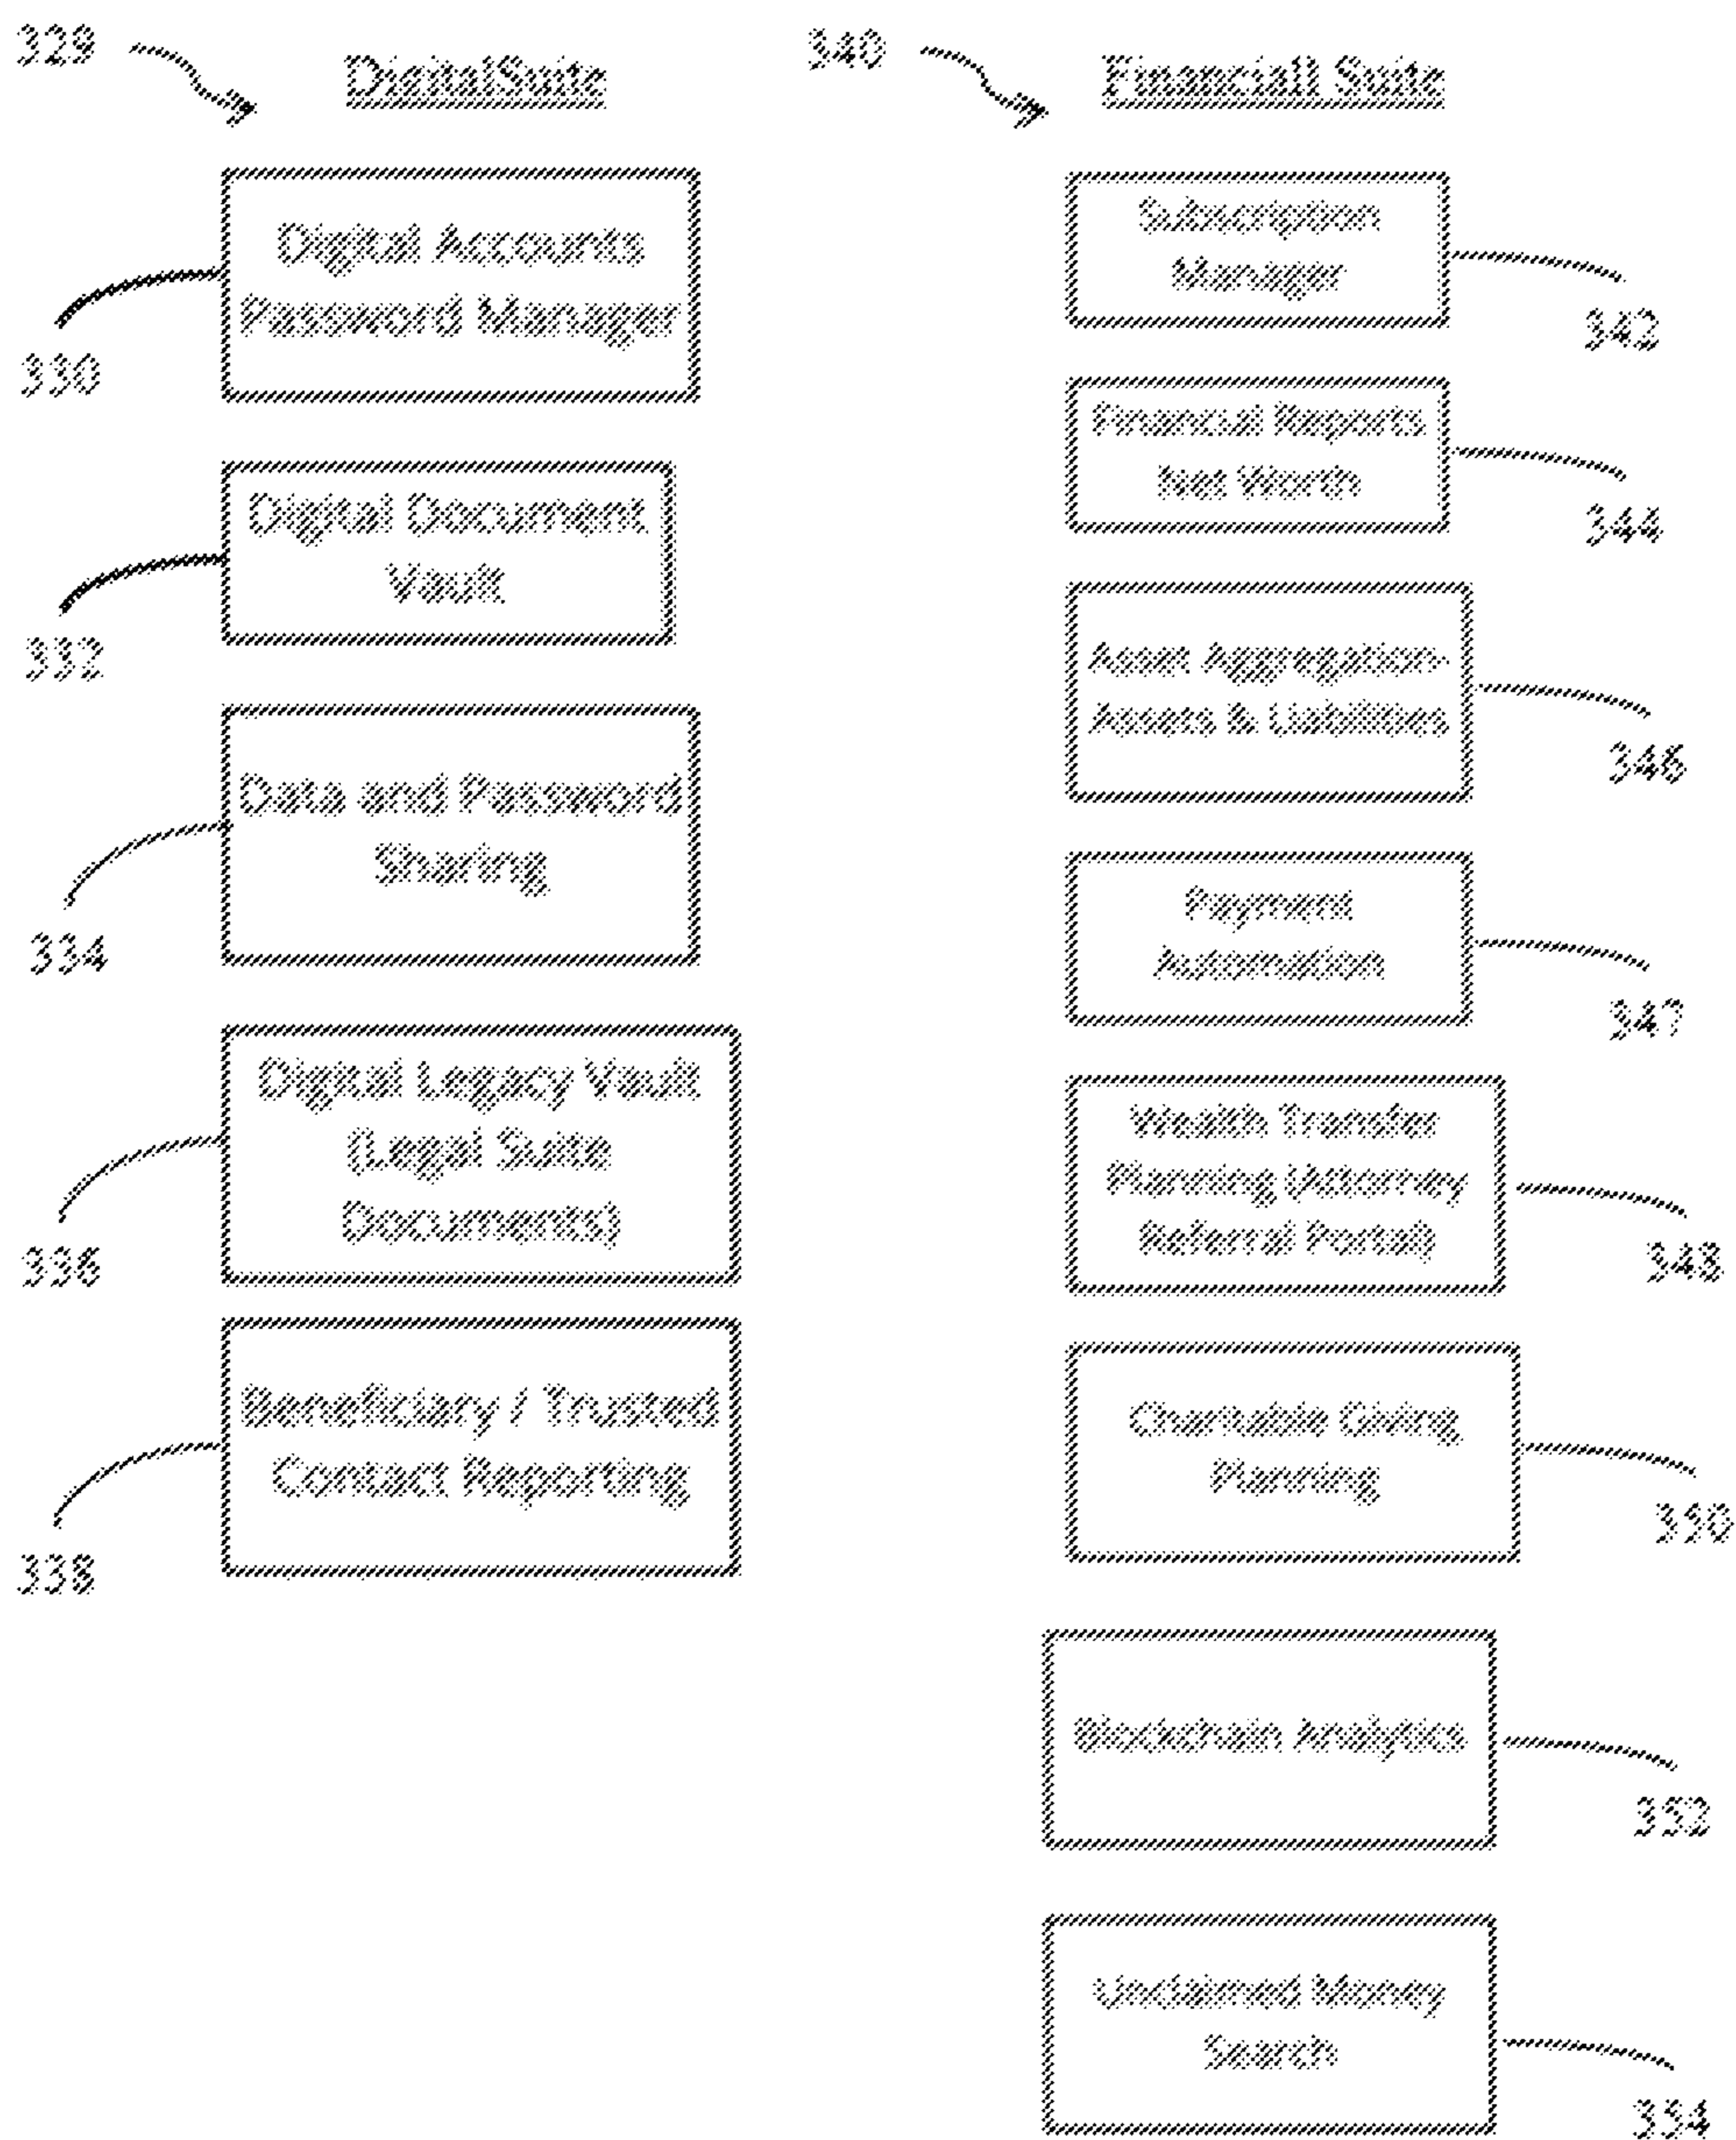 329
DigitalSuite
Digital Accounts
Password Manager
330
Digital Document
Vault
332
Data and Password
Sharing
334
Digital Legacy Vault
(Legal Suite
Documents)
336
Beneficiary / Trusted
Contact Reporting
338
340
Financiall Suite
Subscription
Manager
342
Financial Reports
Net Worth
344
Asset Aggregation-
Assets & Liabilities
346
Payment
Automation
347
Wealth Transfer
Planning (Attorney
Referral Portal)
348
Charitable Giving
Planning
350
Blockchain Analytics
352
Unclaimed Money
Search
354